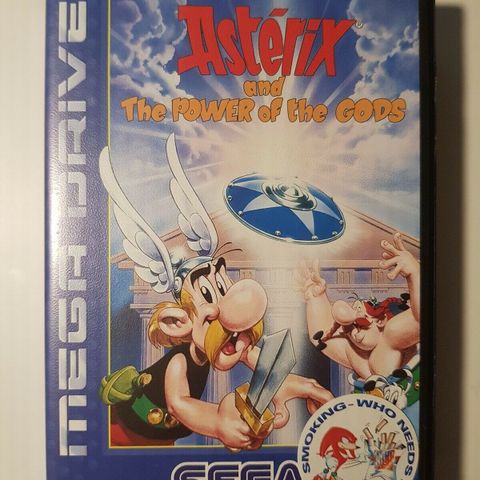 Astérix
and
The POWER of the GODS
MEGA DRIVE
SEGA
SMOKING-WHO NEEDS